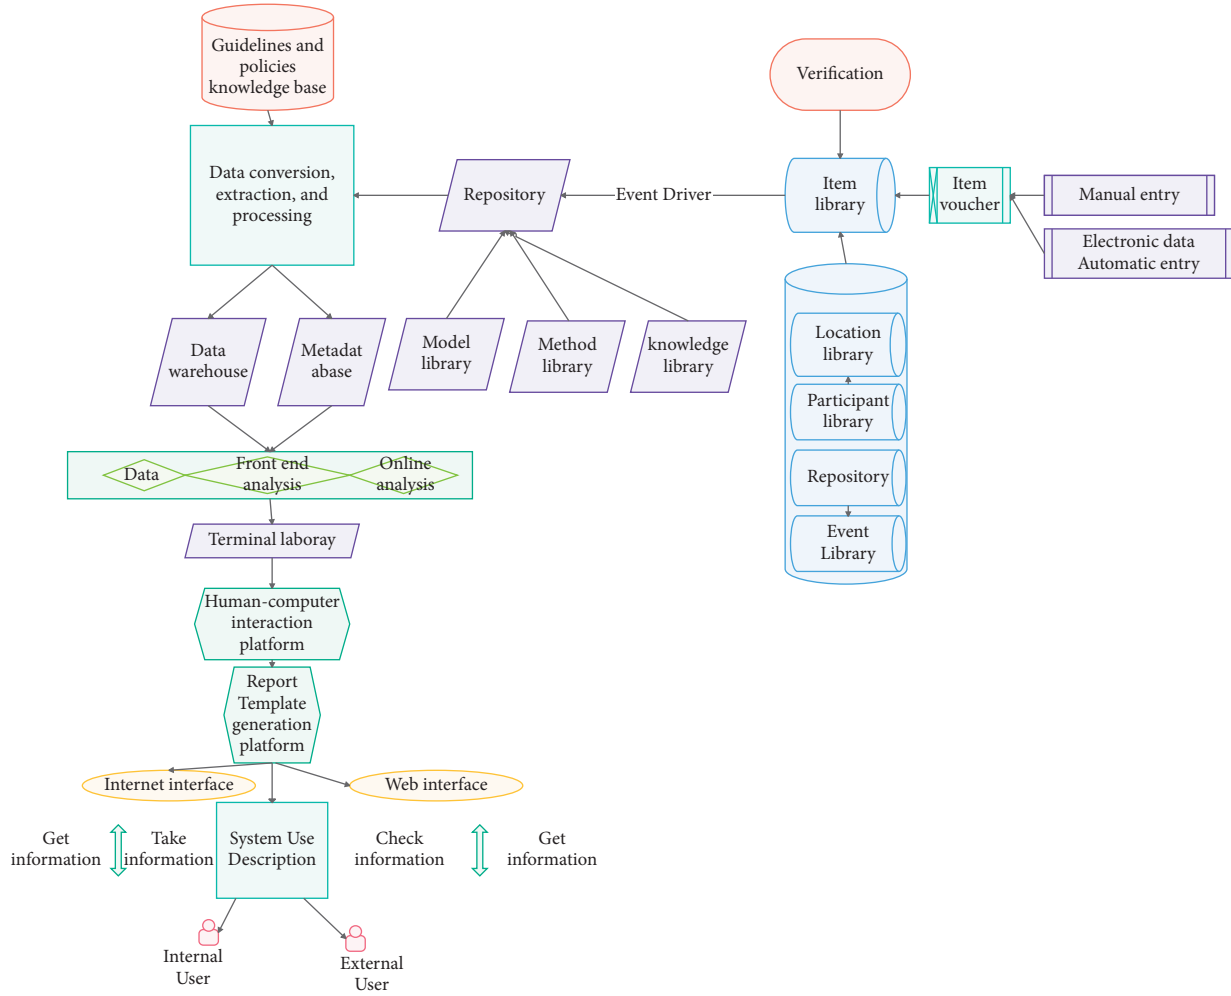 Guidelines and
policies
knowledge base
Verification
Data conversion,
extraction, and
processing
Repository
Event Driver
Item
library
Item
voucher
Manual entry
Electronic data
Automatic entry
Data
warehouse
Metadat
abase
Model
library
Method
library
knowledge
library
Location
library
Participant
library
Repository
Event
Library
Data
Front end
analysis
Online
analysis
Terminal laboray
Human-computer
interaction
platform
Report
Template
generation
platform
Internet interface
Web interface
Get
information
Take
information
System Use
Description
Check
information
Get
information
Internal
User
External
User